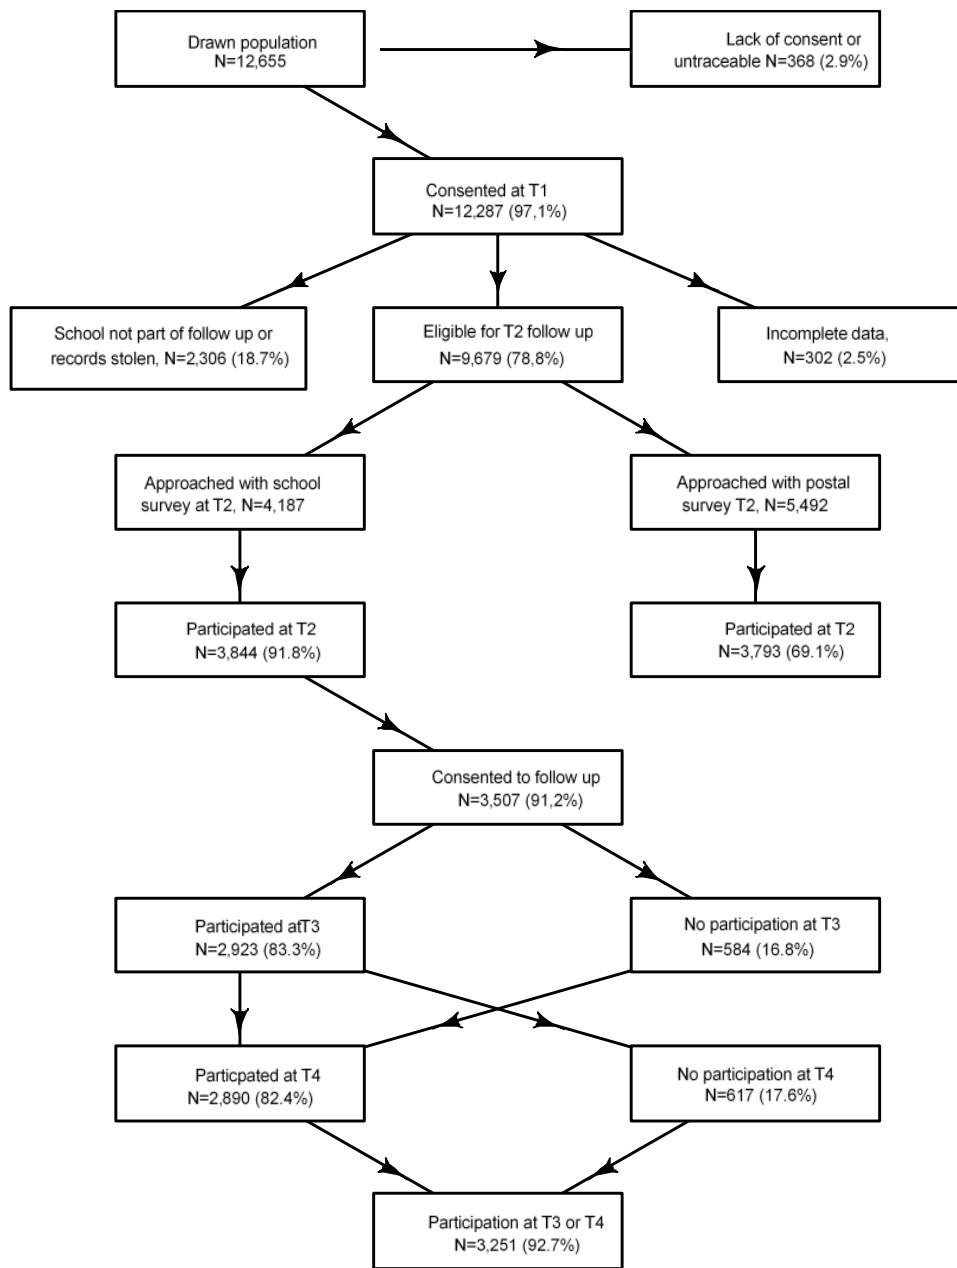 Drawn population
N=12,655
Lack of consent or
untraceable N=368 (2.9%)
Consented at T1
N=12,287 (97,1%)
School not part of follow up or
records stolen, N=2,306 (18.7%)
Eligible for T2 follow up
N=9,679 (78,8%)
Incomplete data,
N=302 (2.5%)
Approached with school
survey at T2, N=4,187
Approached with postal
survey T2, N=5,492
Participated at T2
N=3,844 (91.8%)
Participated at T2
N=3,793 (69.1%)
Consented to follow up
N=3,507 (91,2%)
Participated atT3
N=2,923 (83.3%)
No participation at T3
N=584 (16.8%)
Particpated at T4
N=2,890 (82.4%)
No participation at T4
N=617 (17.6%)
Participation at T3 or T4
N=3,251 (92.7%)